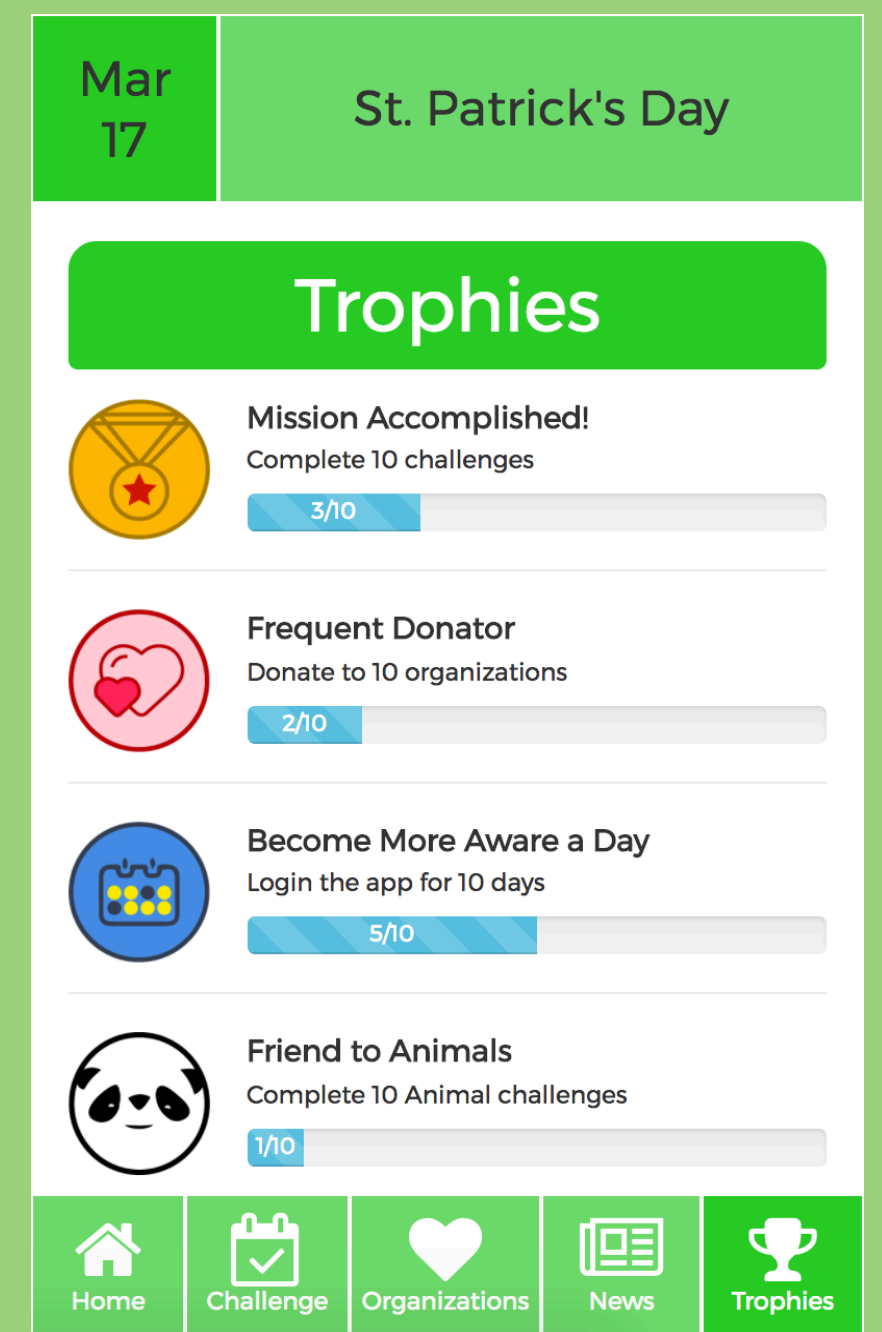 Mar
17
St. Patrick's Day
Trophies
Mission Accomplished!
Complete 10 challenges
3/10
Frequent Donator
Donate to 10 organizations
2/10
Become More Aware a Day
Login the app for 10 days
5/10
Friend to Animals
Complete 10 Animal challenges
1/10
Home
Challenge
Organizations
News
Trophies